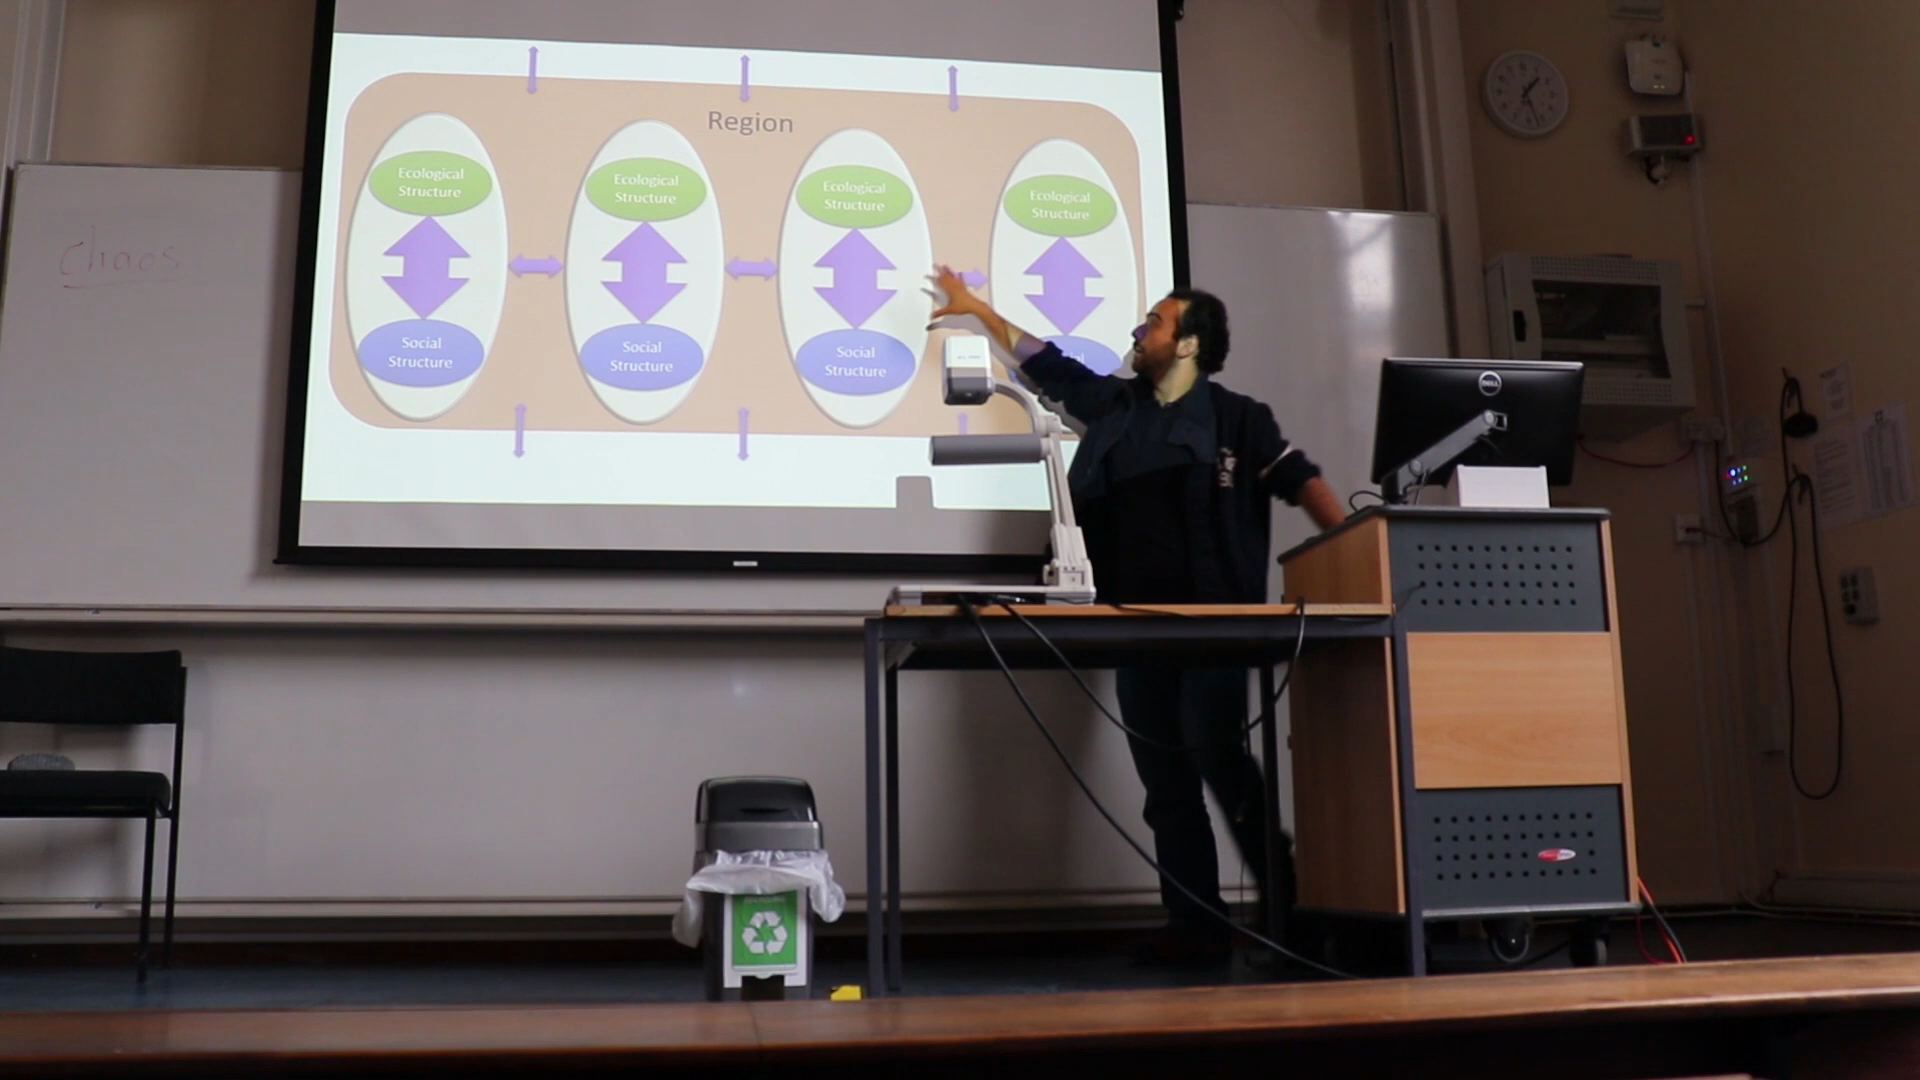 Region
Ecological
Structure
Ecological
Structure
Ecological
Structure
Ecological
Structure
Social
Structure
Social
Structure
Social
Structure
chaos
DELL